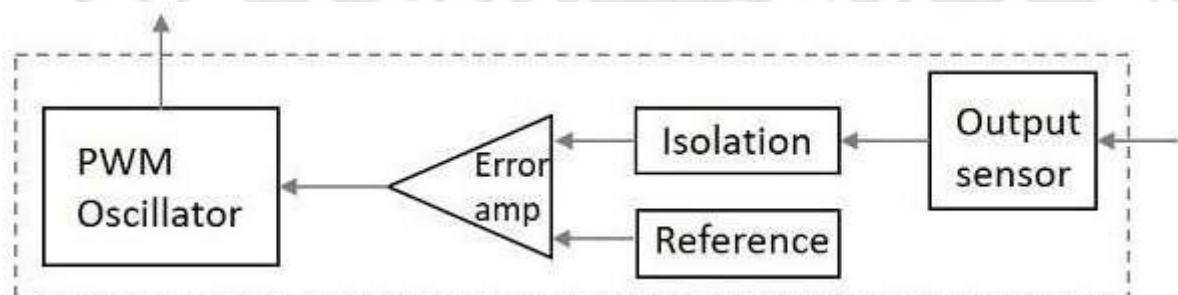 PWM
Oscillator
Error
amp
Isolation
Reference
Output
sensor